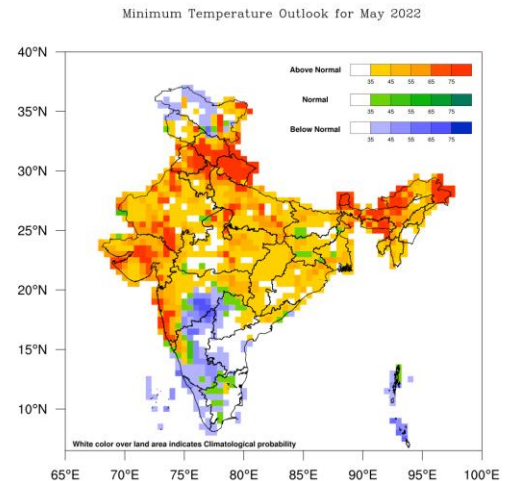 Minimum Temperature Outlook for May 2022
40°N
35°N
30°N
25°N
20°N
15°N
10°N
Above Normal
35 45 55 65 75
Normal
35 45 55 65 75
Below Normal
35 45 55 65 75
White color over land area indicates Climatological probability
65°E 70°E 75°E 80°E 85°E 90°E 95°E 100°E